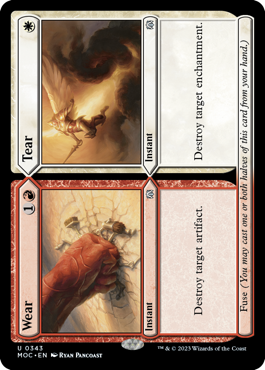 Wear 1
Instant
Destroy target artifact.
Tear
Instant
Destroy target enchantment.
Fuse (You may cast one or both halves of this card from your hand.)
U 0343
MOC • EN RYAN PANCOAST
™ & © 2023 Wizards of the Coast